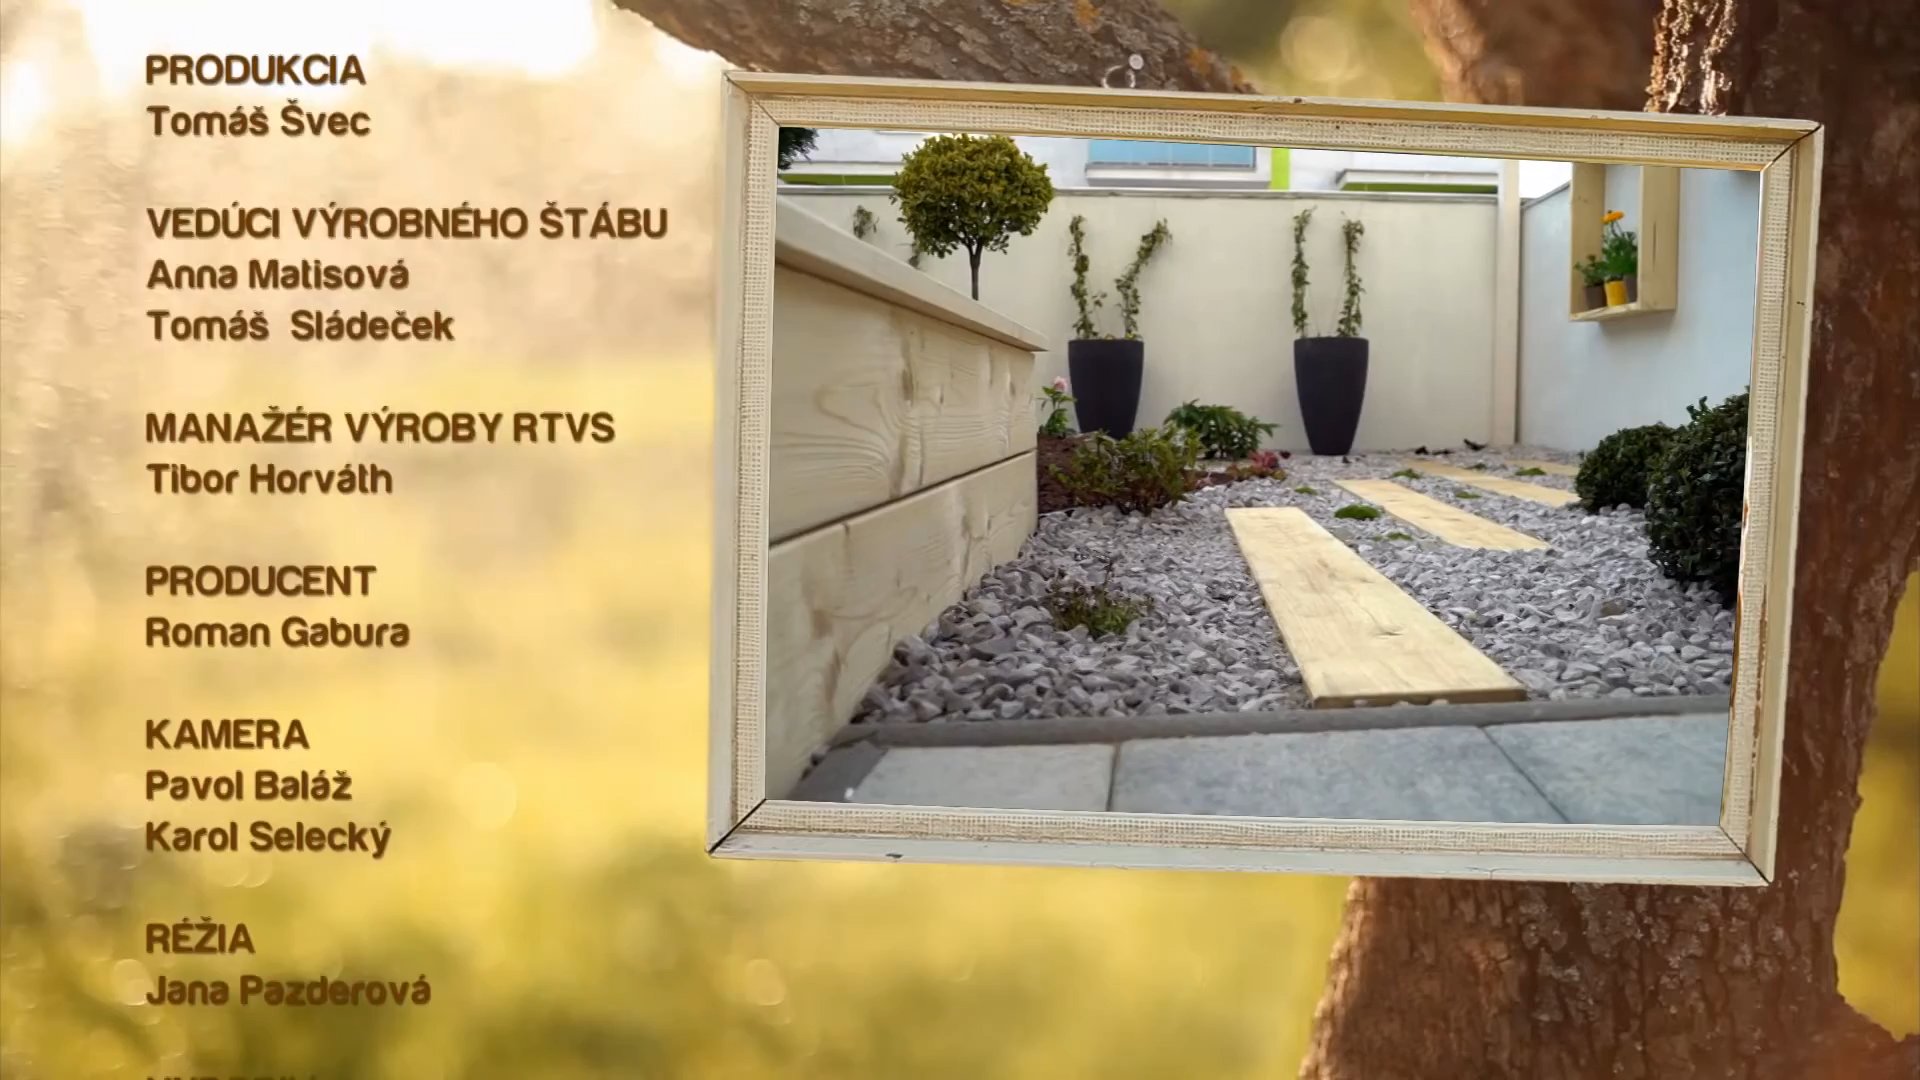 PRODUKCIA
Tomáš Švec
VEDÚCI VÝROBNÉHO ŠTÁBU
Anna Matisová
Tomáš  Sládeček
MANAŽÉR VÝROBY RTVS
Tibor Horváth
PRODUCENT
Roman Gabura
KAMERA
Pavol Baláž
Karol Selecký
RÉŽIA
Jana Pazderová